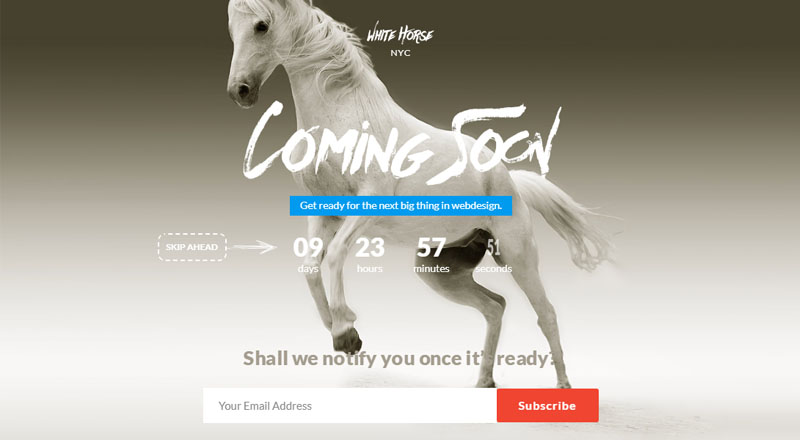 White Horse
NYC
Coming Soon
Get ready for the next big thing in webdesign.
SKIP AHEAD
09 23 57 51
days hours minutes seconds
Shall we notify you once it's ready?
Your Email Address
Subscribe